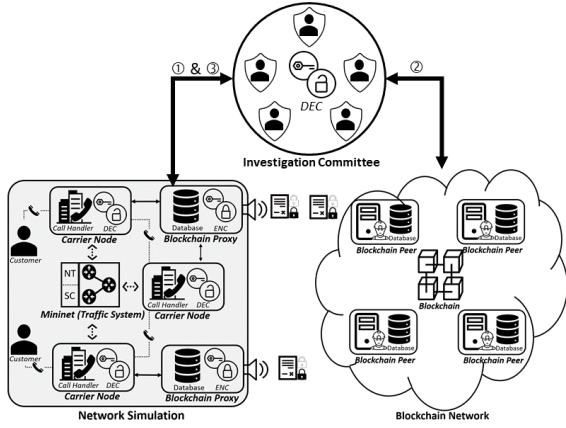 ① & ③
②
DEC
Investigation Committee
Call Handler
DEC
Carrier Node
Database
ENC
Blockchain Proxy
Customer
NT
SC
Mininet (Traffic System)
Call Handler
DEC
Carrier Node
Customer
Call Handler
DEC
Carrier Node
Database
ENC
Blockchain Proxy
Network Simulation
Database
Blockchain Peer
Database
Blockchain Peer
Blockchain
Database
Blockchain Peer
Database
Blockchain Peer
Blockchain Network